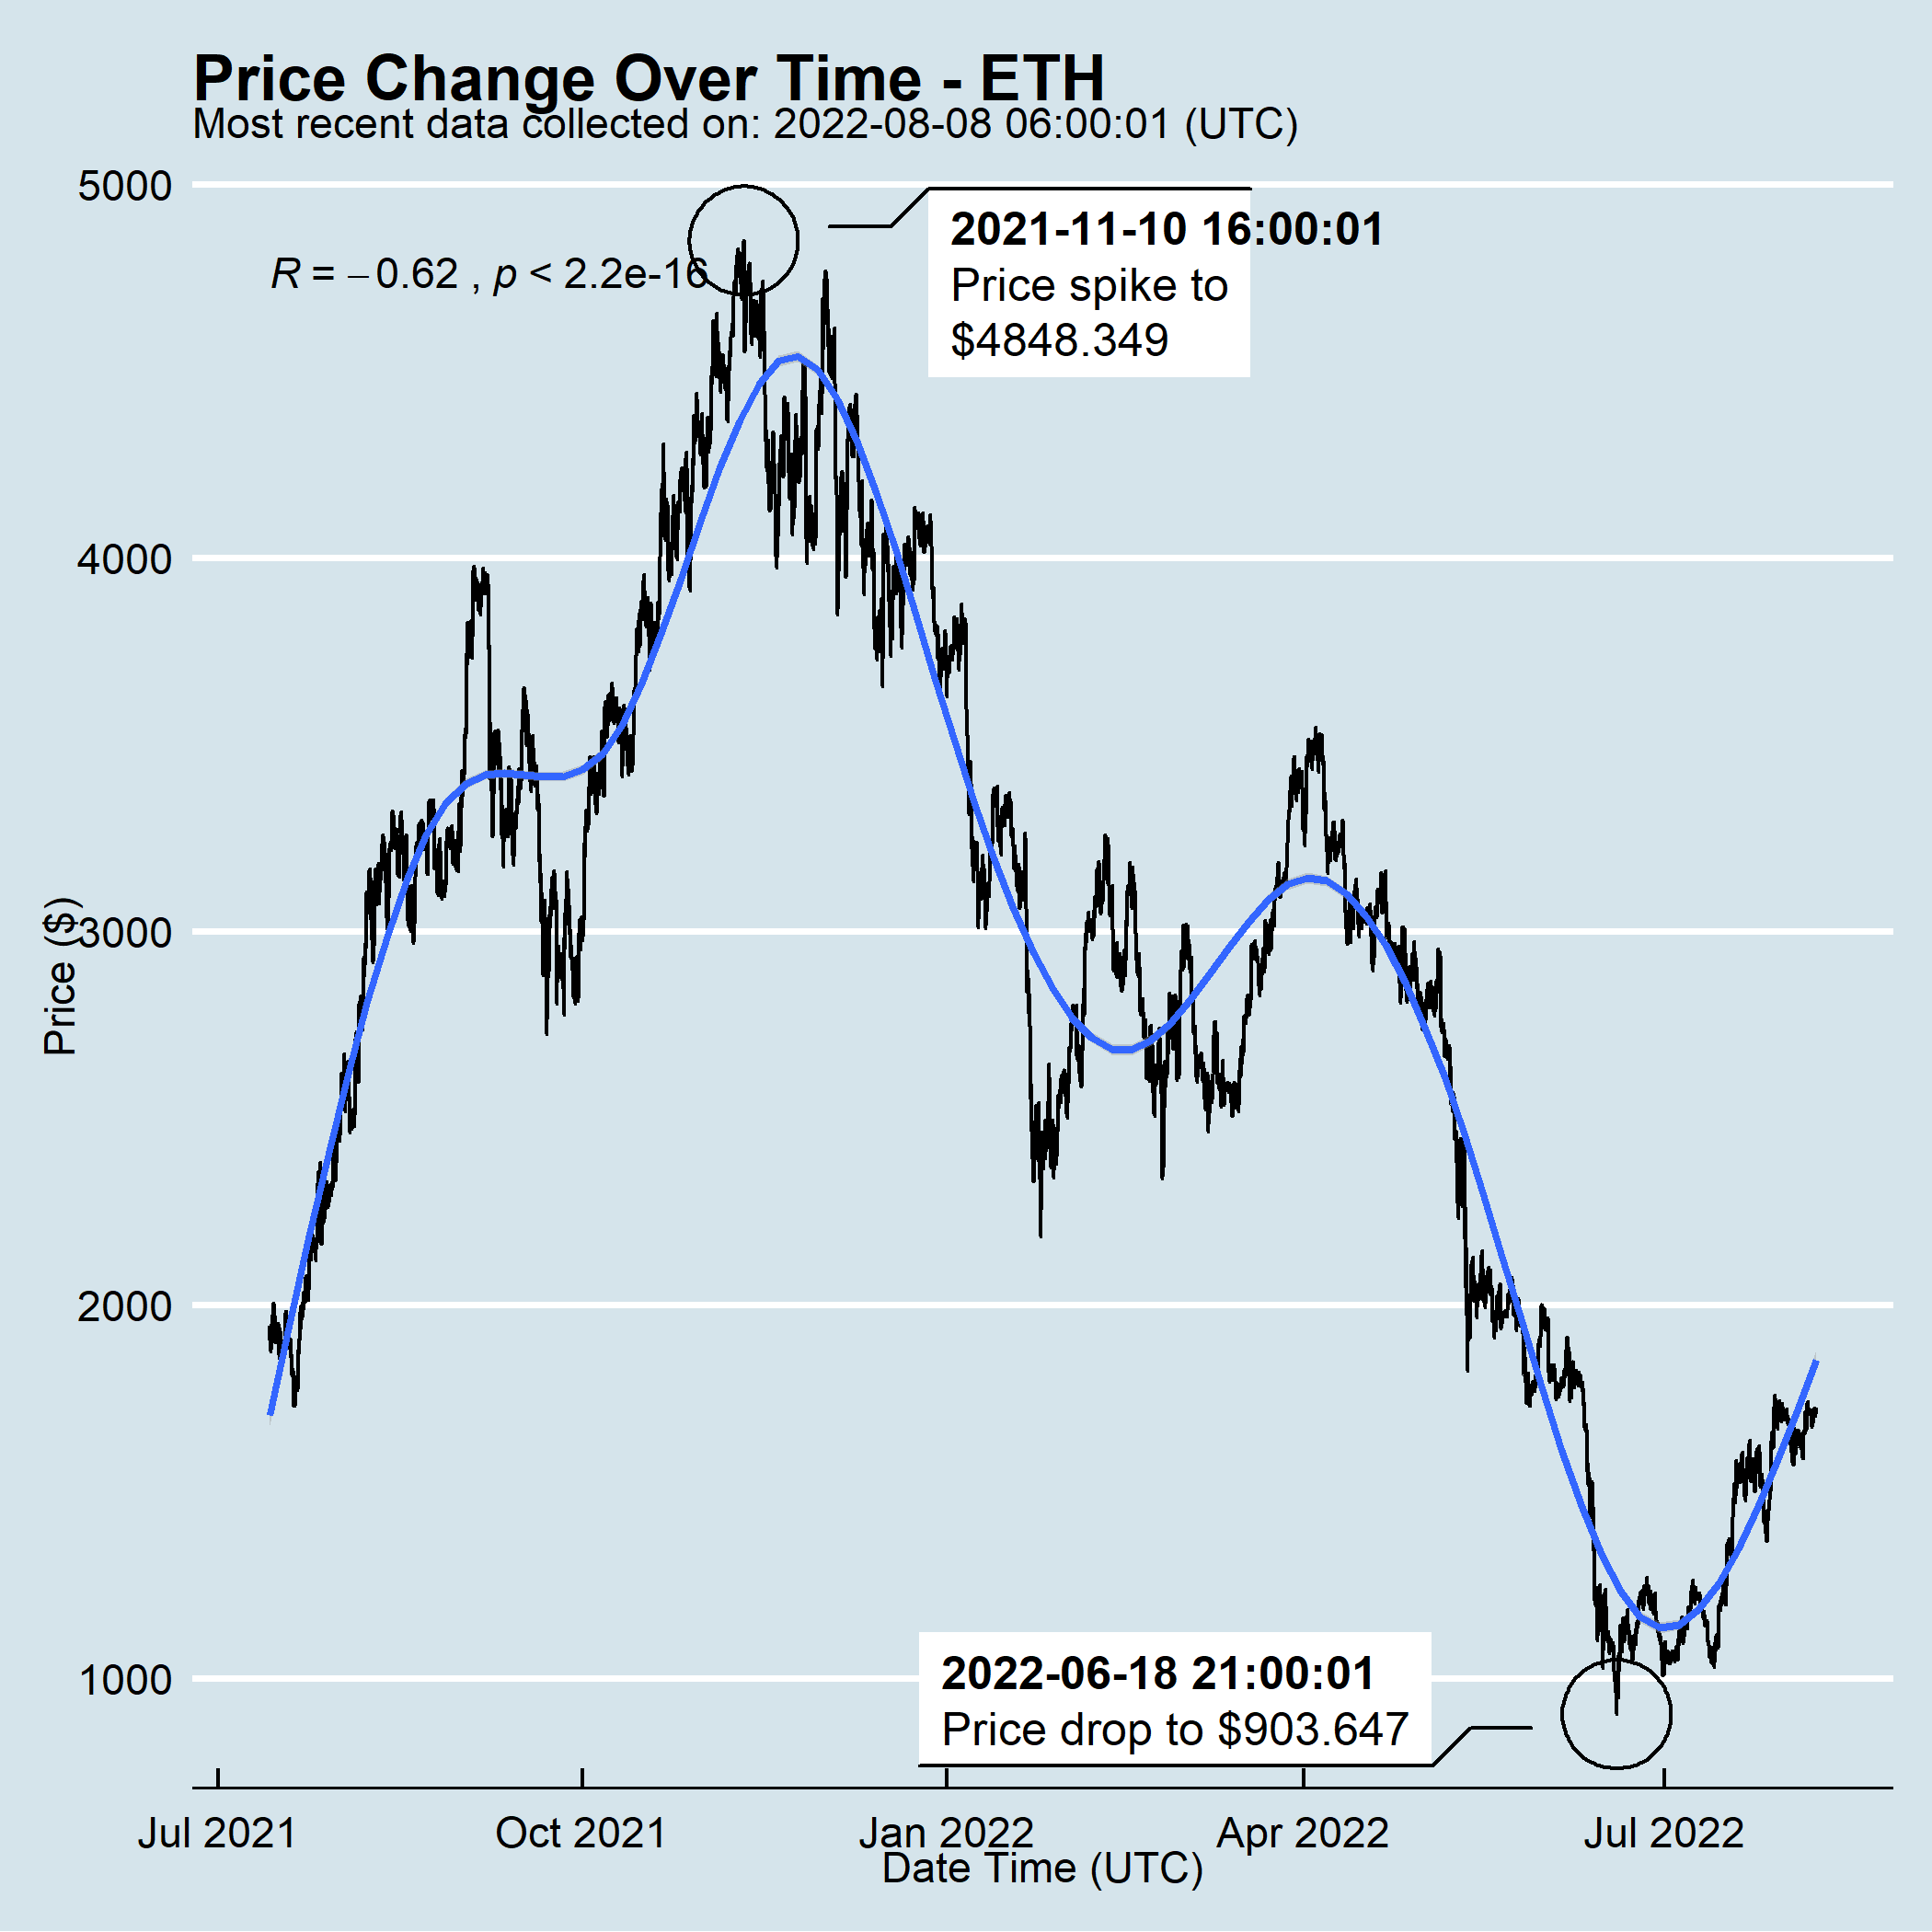 Price Change Over Time - ETH
Most recent data collected on: 2022-08-08 06:00:01 (UTC)
5000
2021-11-10 16:00:01
Price spike to
$4848.349
R = −0.62 , p < 2.2e-16
4000
Price ($)
3000
2000
1000
2022-06-18 21:00:01
Price drop to $903.647
Jul 2021
Oct 2021
Jan 2022
Apr 2022
Jul 2022
Date Time (UTC)